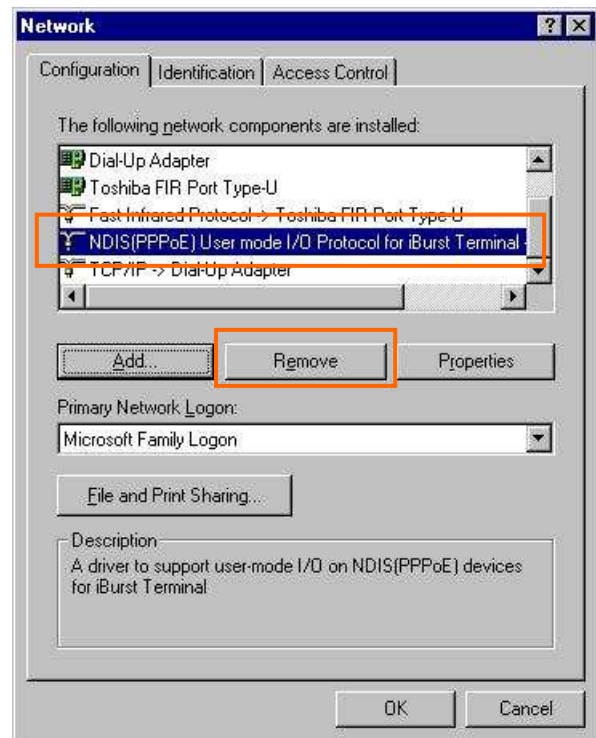 Network
Configuration Identification Access Control
The following network components are installed:
Dial-Up Adapter
Toshiba FIR Port Type-U
Fast Infrared Protocol -> Toshiba FIR Port Type-U
NDIS(PPPoE) User mode I/O Protocol for iBurst Terminal -
TCP/IP -> Dial-Up Adapter
Add... Remove Properties
Primary Network Logon:
Microsoft Family Logon
File and Print Sharing...
Description
A driver to support user-mode I/O on NDIS(PPPoE) devices
for iBurst Terminal
OK Cancel